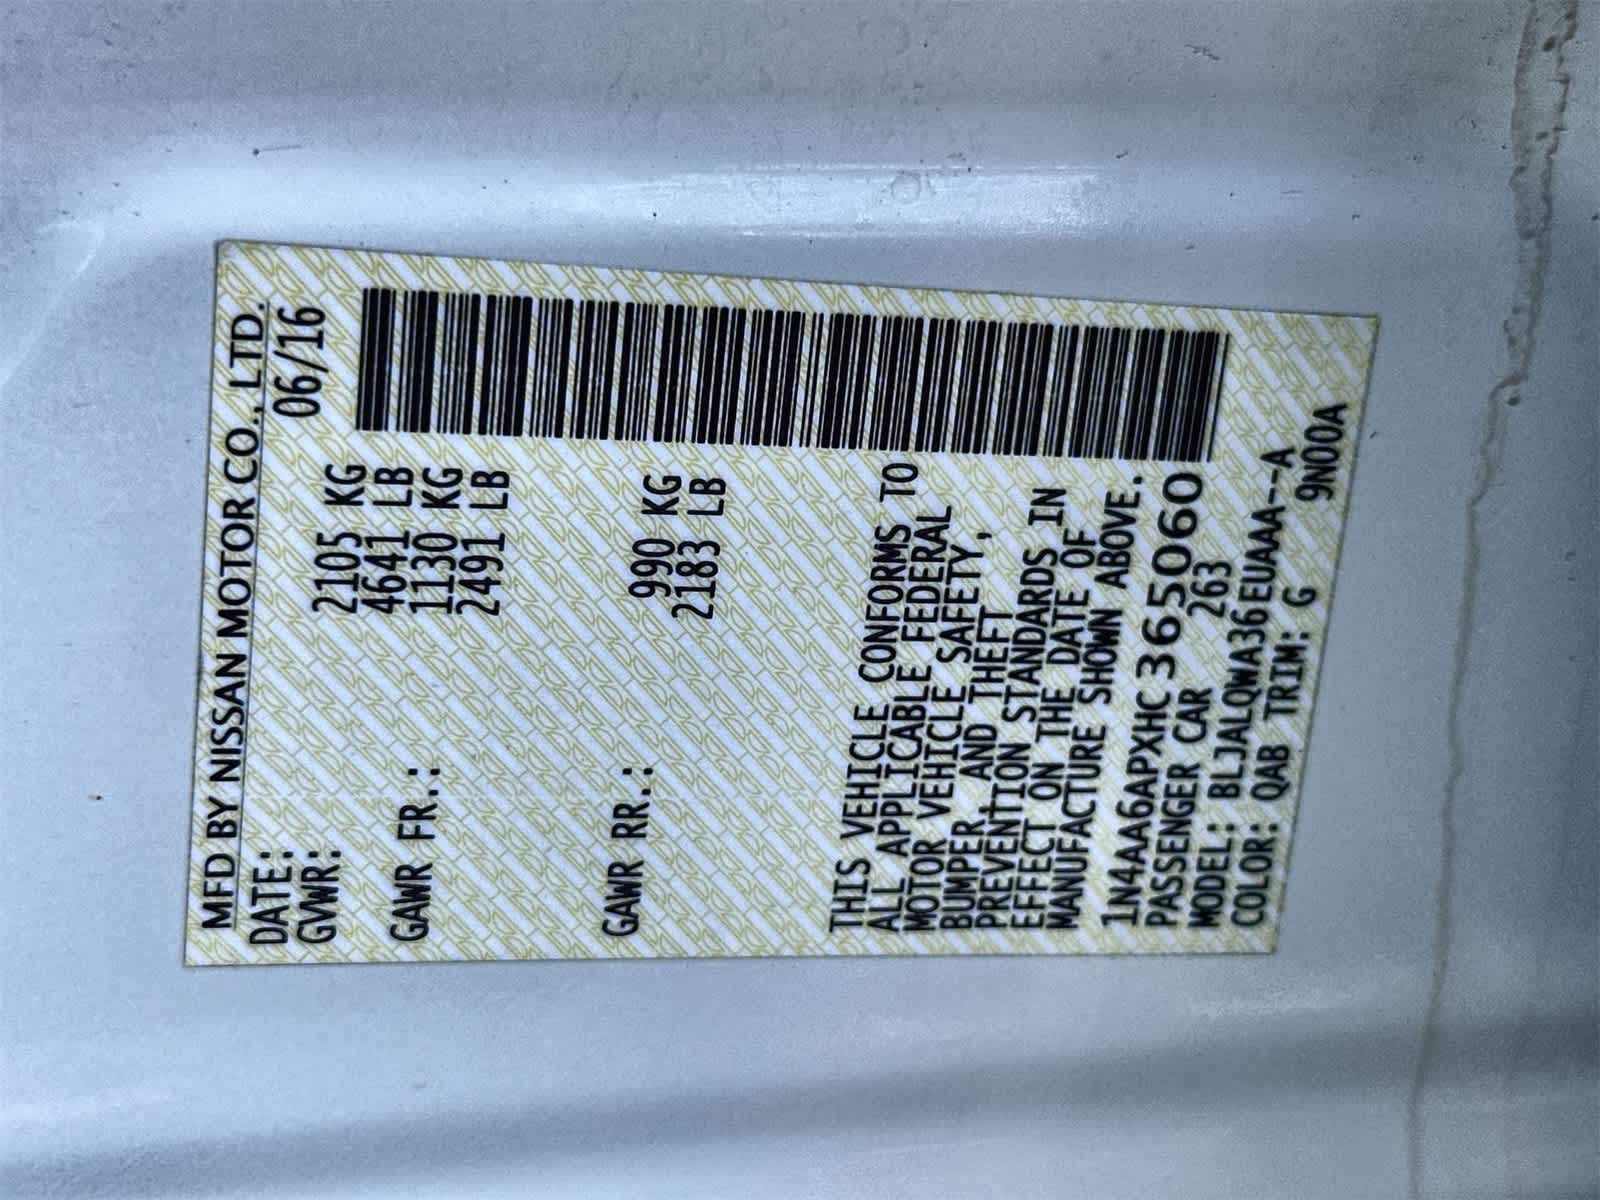 MFD BY NISSAN MOTOR CO., LTD.
DATE: 06/16
GVWR: 2105 KG
4641 LB
GAWR FR.: 1130 KG
2491 LB
GAWR RR.: 990 KG
2183 LB
THIS VEHICLE CONFORMS TO
ALL APPLICABLE FEDERAL
MOTOR VEHICLE SAFETY,
BUMPER, AND THEFT
PREVENTION STANDARDS IN
EFFECT ON THE DATE OF
MANUFACTURE SHOWN ABOVE.
1N4AA6APXHC365060
PASSENGER CAR 263
MODEL: BLJALQWA36EUAAA--A
COLOR: QAB TRIM: G 9N00A